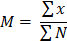 M = ∑ x / ∑ N